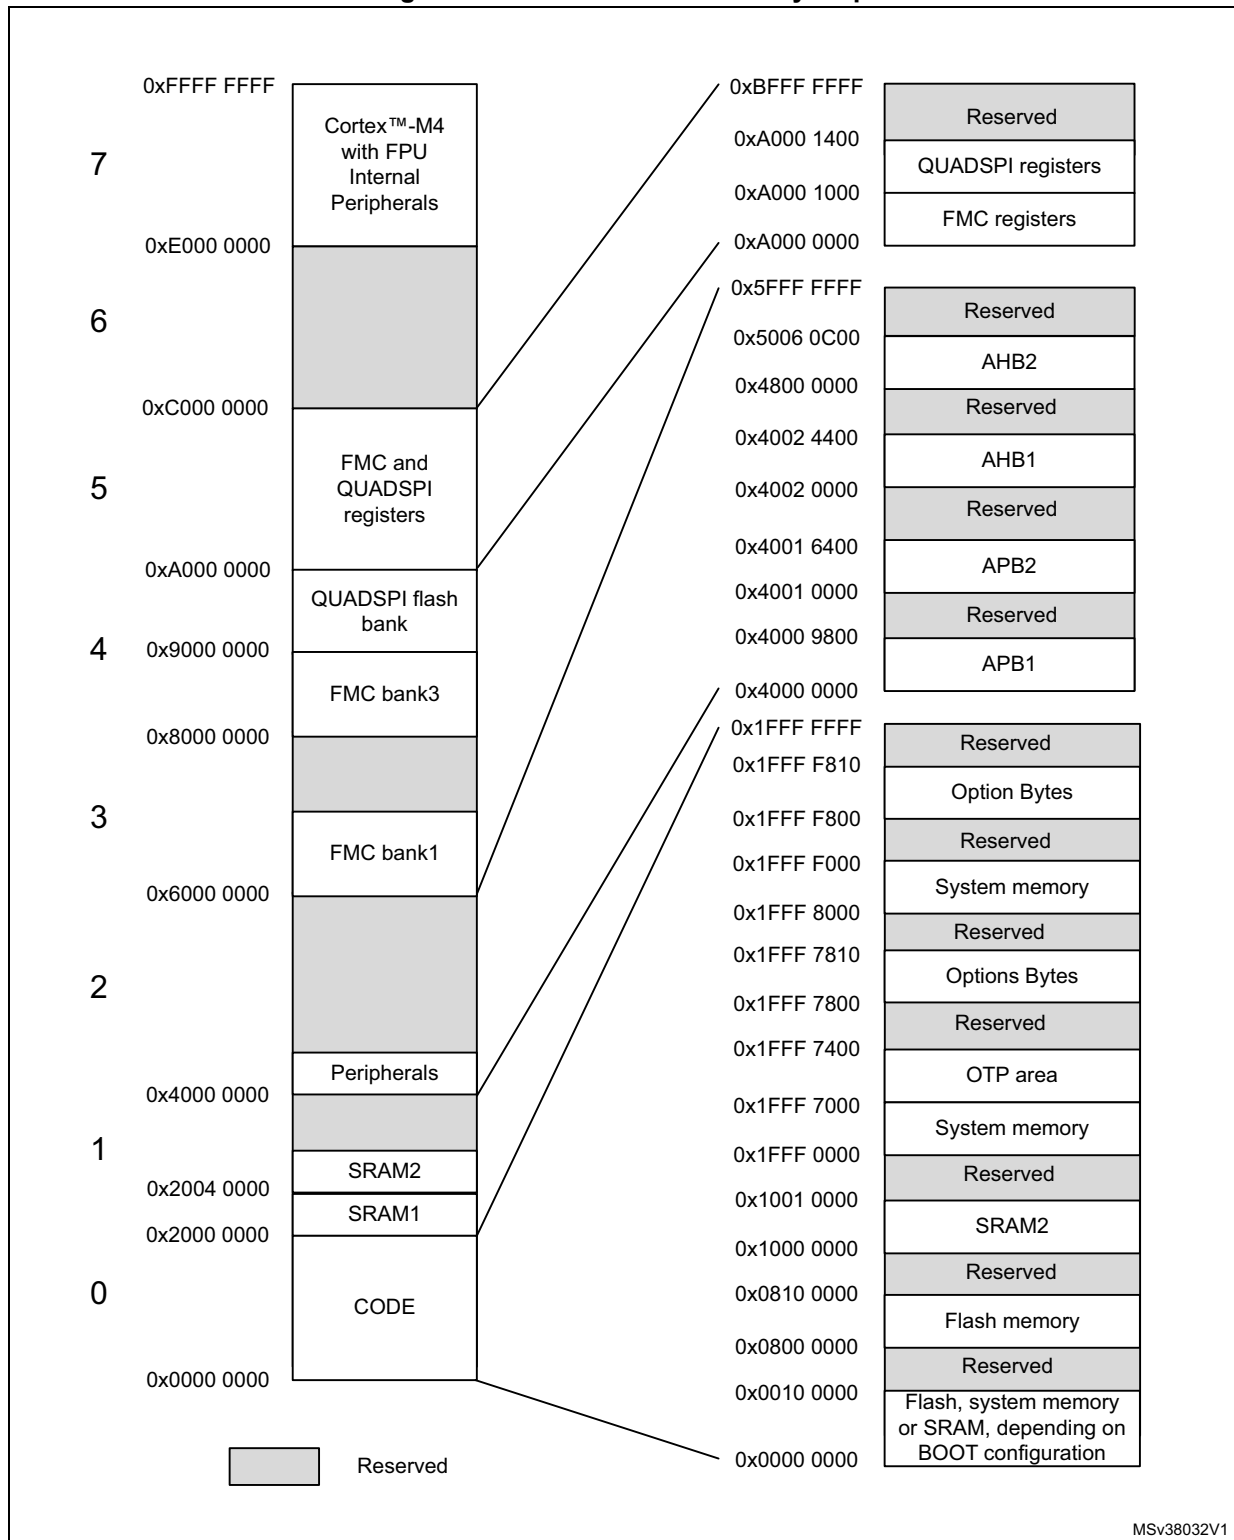 0xFFFF FFFF
Cortex™-M4
with FPU
Internal
Peripherals
7
0xE000 0000
6
0xC000 0000
FMC and
QUADSPI
registers
5
0xA000 0000
QUADSPI flash
bank
4
0x9000 0000
FMC bank3
0x8000 0000
3
FMC bank1
0x6000 0000
2
Peripherals
0x4000 0000
1
SRAM2
0x2004 0000
SRAM1
0x2000 0000
0
CODE
0x0000 0000
Reserved
0xBFFF FFFF
Reserved
0xA000 1400
QUADSPI registers
0xA000 1000
FMC registers
0xA000 0000
0x5FFF FFFF
Reserved
0x5006 0C00
AHB2
0x4800 0000
Reserved
0x4002 4400
AHB1
0x4002 0000
Reserved
0x4001 6400
APB2
0x4001 0000
Reserved
0x4000 9800
APB1
0x4000 0000
0x1FFF FFFF
Reserved
0x1FFF F810
Option Bytes
0x1FFF F800
Reserved
0x1FFF F000
System memory
0x1FFF 8000
Reserved
0x1FFF 7810
Options Bytes
0x1FFF 7800
Reserved
0x1FFF 7400
OTP area
0x1FFF 7000
System memory
0x1FFF 0000
Reserved
0x1001 0000
SRAM2
0x1000 0000
Reserved
0x0810 0000
Flash memory
0x0800 0000
Reserved
0x0010 0000
Flash, system memory
or SRAM, depending on
BOOT configuration
0x0000 0000
MSv38032V1